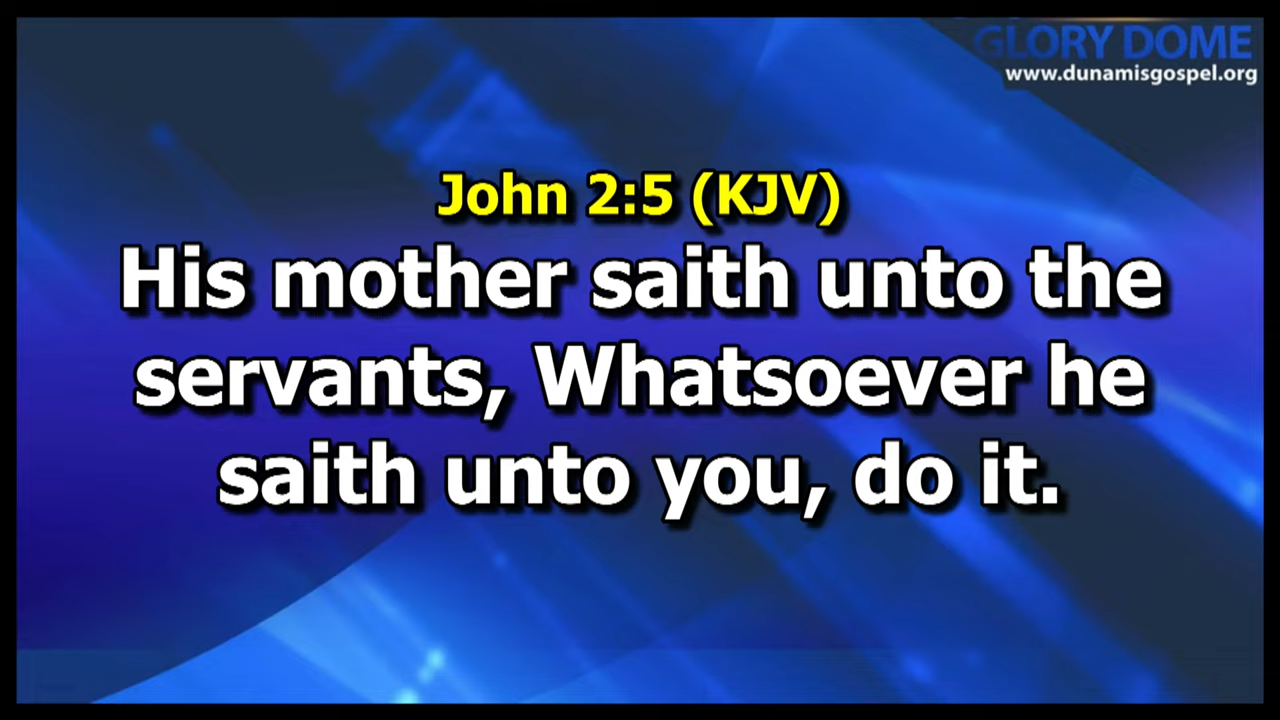 GLORY DOME
www.dunamisgospel.org
John 2:5 (KJV)
His mother saith unto the
servants, Whatsoever he
saith unto you, do it.